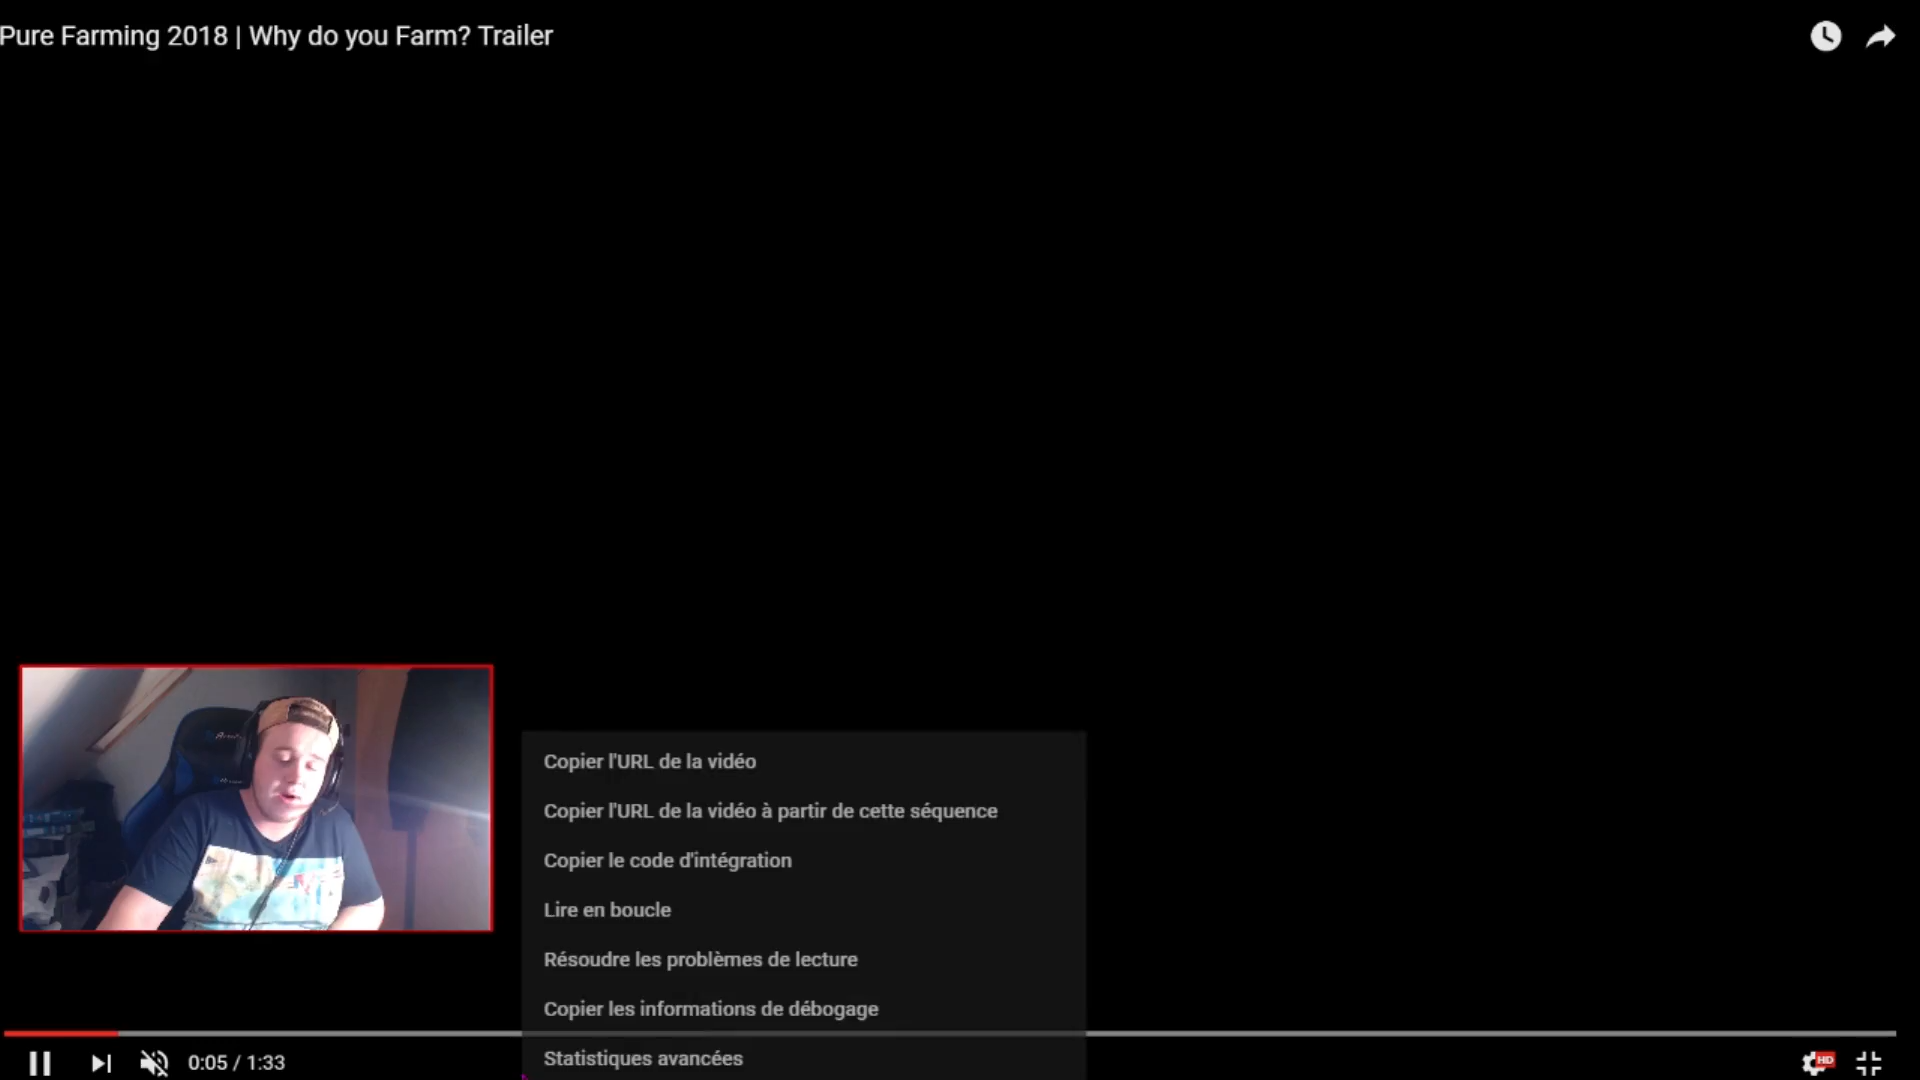 Pure Farming 2018 | Why do you Farm? Trailer
Copier l'URL de la vidéo
Copier l'URL de la vidéo à partir de cette séquence
Copier le code d'intégration
Lire en boucle
Résoudre les problèmes de lecture
Copier les informations de débogage
Statistiques avancées
0:05 / 1:33
HD